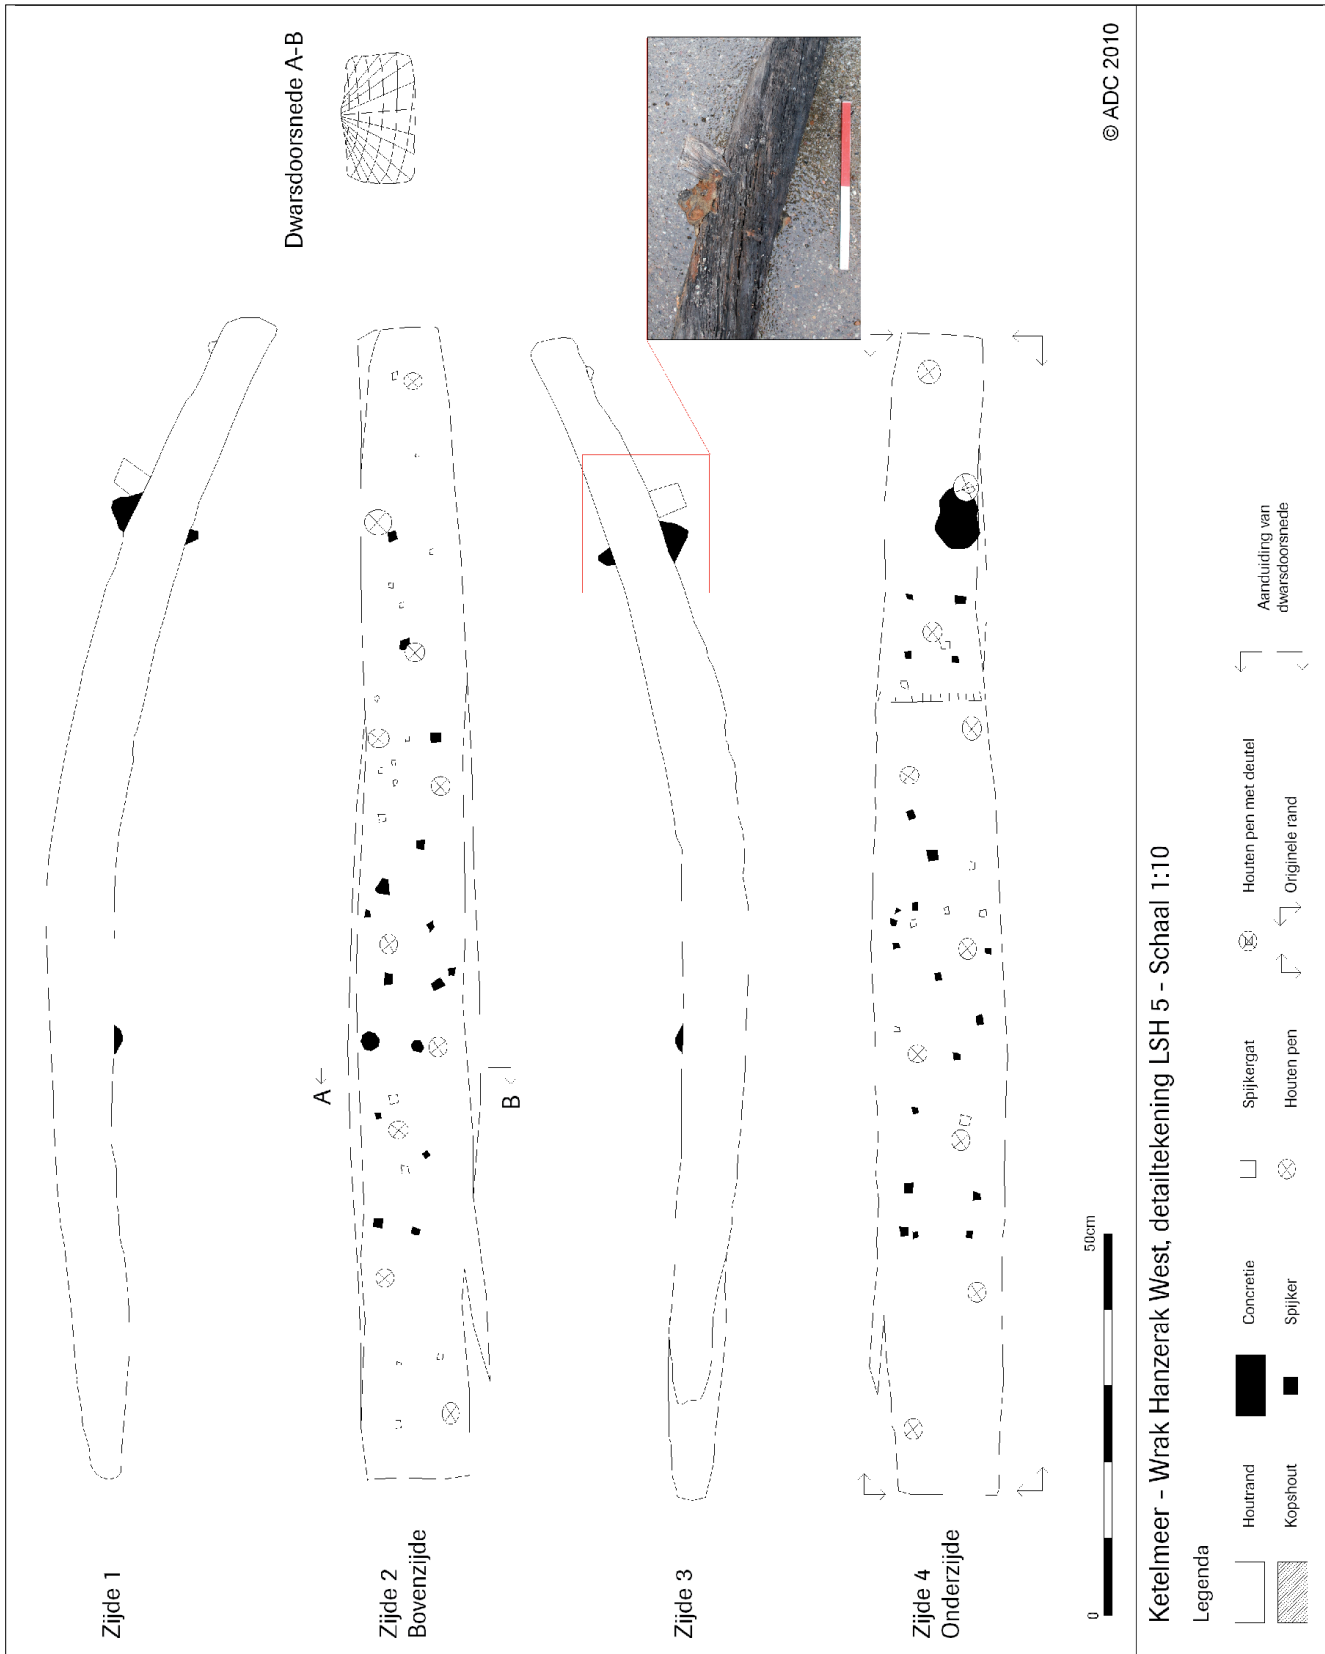 Zijde 1
Dwarsdoorsnede A-B
Zijde 2
Bovenzijde
A
B
Zijde 3
Zijde 4
Onderzijde
0
50cm
© ADC 2010
Ketelmeer - Wrak Hanzerak West, detailtekening LSH 5 - Schaal 1:10
Legenda
Houtrand
Concretie
Spijkergat
Houten pen met deutel
Aanduiding van
dwarsdoorsnede
Kopshout
Spijker
Houten pen
Originele rand